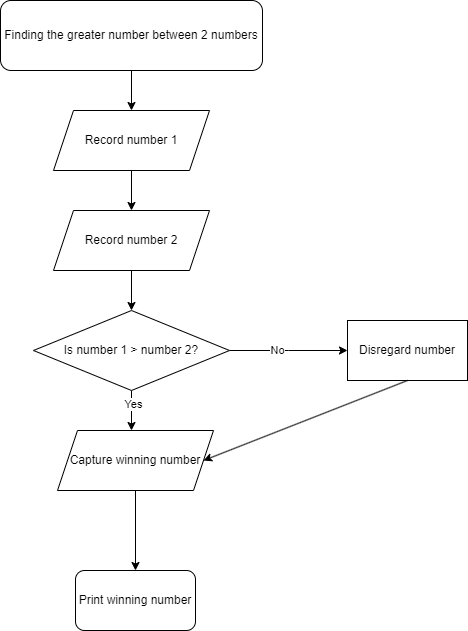 Finding the greater number between 2 numbers
Record number 1
Record number 2
Is number 1 > number 2?
No
Disregard number
Yes
Capture winning number
Print winning number